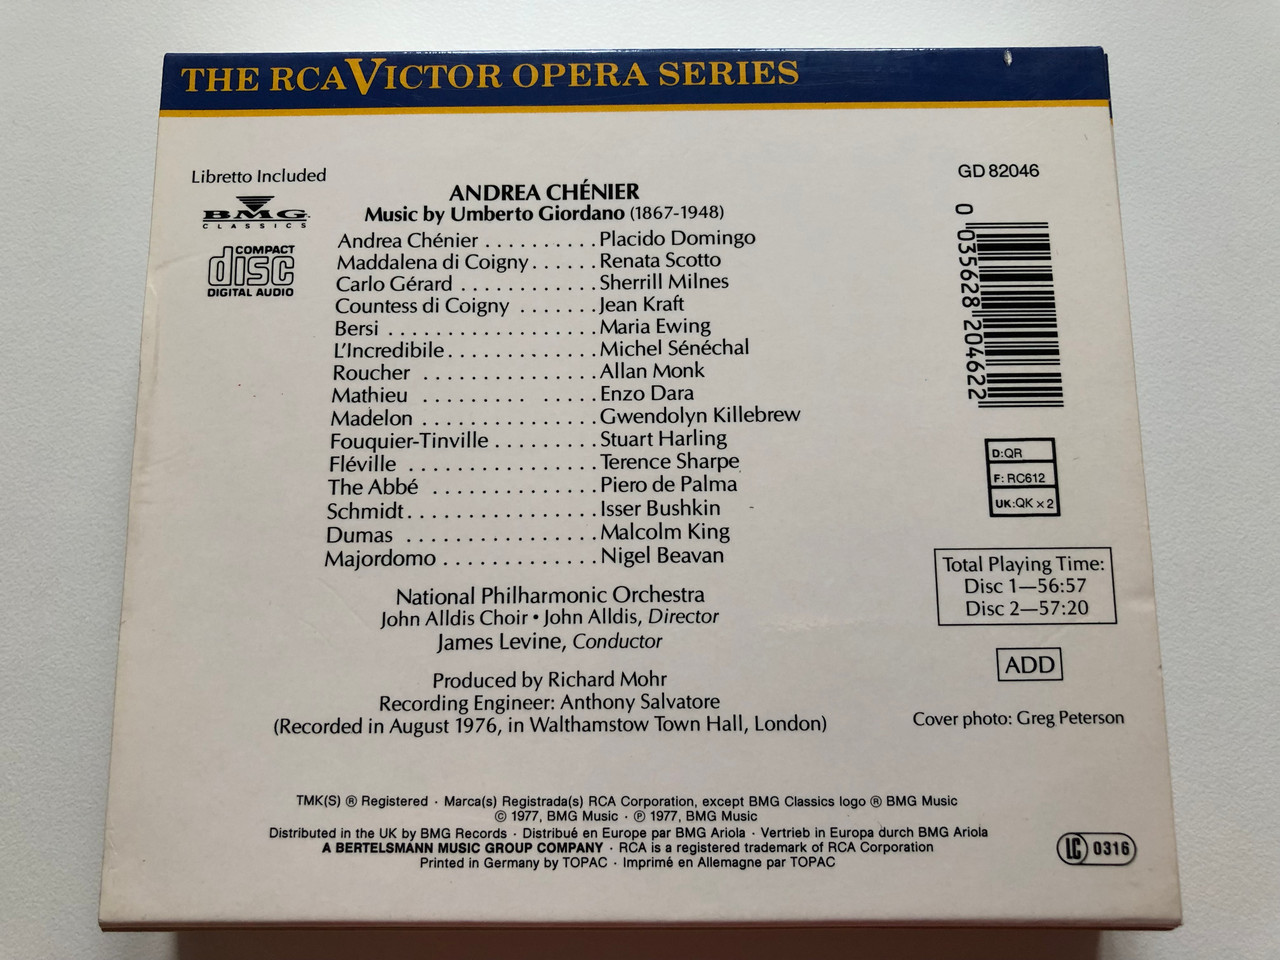 THE RCA VICTOR OPERA SERIES
Libretto Included
BMG
CLASSICS
COMPACT
disc
DIGITAL AUDIO
ANDREA CHÉNIER
Music by Umberto Giordano (1867-1948)
Andrea Chénier . . . . . . . . . . Placido Domingo
Maddalena di Coigny . . . . . . Renata Scotto
Carlo Gérard . . . . . . . . . . . . Sherrill Milnes
Countess di Coigny . . . . . . . Jean Kraft
Bersi . . . . . . . . . . . . . . . . . . Maria Ewing
L'Incredibile . . . . . . . . . . . . . Michel Sénéchal
Roucher . . . . . . . . . . . . . . . Allan Monk
Mathieu . . . . . . . . . . Enzo Dara
Madelon . . . . . . . . . . . . . . . Gwendolyn Killebrew
Fouquier-Tinville . . . . . . . . . Stuart Harling
Fléville . . . . . . . . . . . . . . . . Terence Sharpe
The Abbé . . . . . . . . . . . . . . Piero de Palma
Schmidt . . . . . . . . . . . . . . . . Isser Bushkin
Dumas . . . . . . . . . . . . . . . . Malcolm King
Majordomo . . . . . . . . . . . . . Nigel Beavan
National Philharmonic Orchestra
John Alldis Choir • John Alldis, Director
James Levine, Conductor
Produced by Richard Mohr
Recording Engineer: Anthony Salvatore
(Recorded in August 1976, in Walthamstow Town Hall, London)
GD 82046
0 035628 204622
D:QR
F: RC612
UK:QK x 2
Total Playing Time:
Disc 1—56:57
Disc 2—57:20
ADD
Cover photo: Greg Peterson
TMK(S) ® Registered · Marca(s) Registrada(s) RCA Corporation, except BMG Classics logo ® BMG Music
© 1977, BMG Music · ℗ 1977, BMG Music
Distributed in the UK by BMG Records · Distribué en Europe par BMG Ariola · Vertrieb in Europa durch BMG Ariola
A BERTELSMANN MUSIC GROUP COMPANY · RCA is a registered trademark of RCA Corporation
Printed in Germany by TOPAC · Imprimé en Allemagne par TOPAC
LC 0316